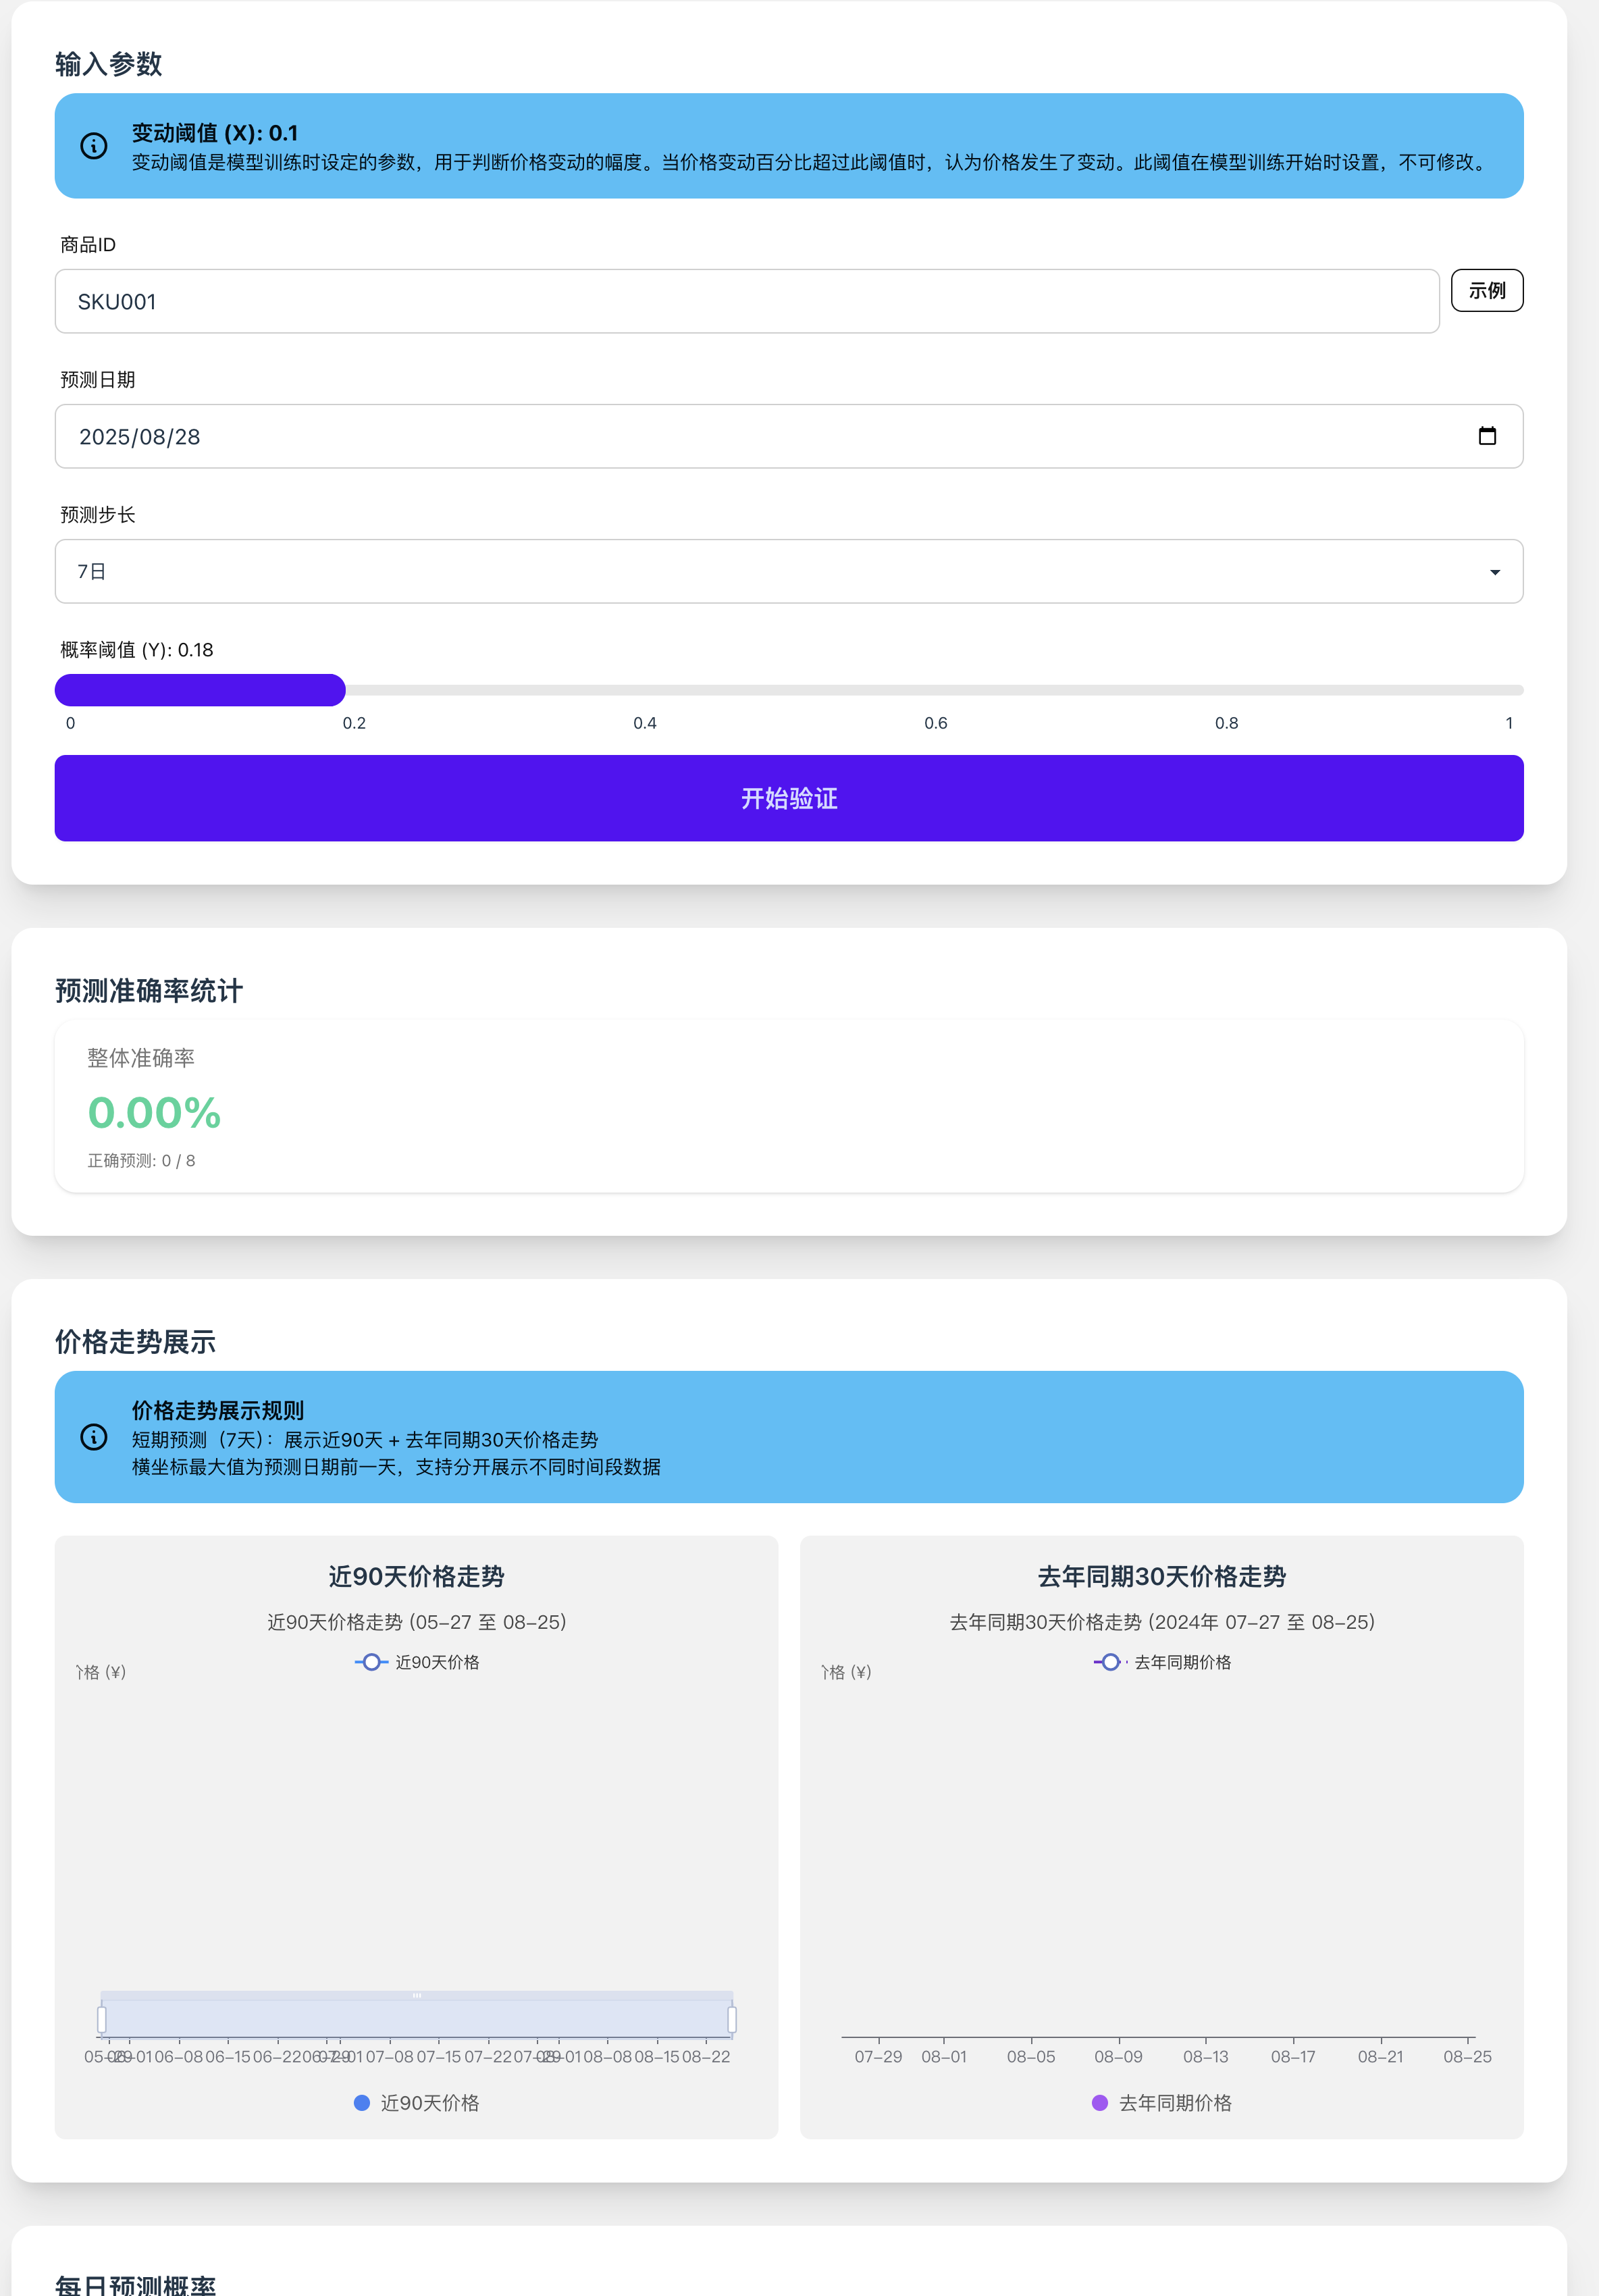 输入参数
变动阈值 (X): 0.1
变动阈值是模型训练时设定的参数，用于判断价格变动的幅度。当价格变动百分比超过此阈值时，认为价格发生了变动。此阈值在模型训练开始时设置，不可修改。
商品ID
SKU001
示例
预测日期
2025/08/28
预测步长
7日
概率阈值 (Y): 0.18
0 0.2 0.4 0.6 0.8 1
开始验证
预测准确率统计
整体准确率
0.00%
正确预测: 0 / 8
价格走势展示
价格走势展示规则
短期预测（7天）：展示近90天 + 去年同期30天价格走势
横坐标最大值为预测日期前一天，支持分开展示不同时间段数据
近90天价格走势
近90天价格走势 (05-27 至 08-25)
近90天价格
格 (¥)
05-29 06-01 06-08 06-15 06-22 06-29 07-01 07-08 07-15 07-22 07-29 08-01 08-08 08-15 08-22
近90天价格
去年同期30天价格走势
去年同期30天价格走势 (2024年 07-27 至 08-25)
去年同期价格
格 (¥)
07-29 08-01 08-05 08-09 08-13 08-17 08-21 08-25
去年同期价格
每日预测概率